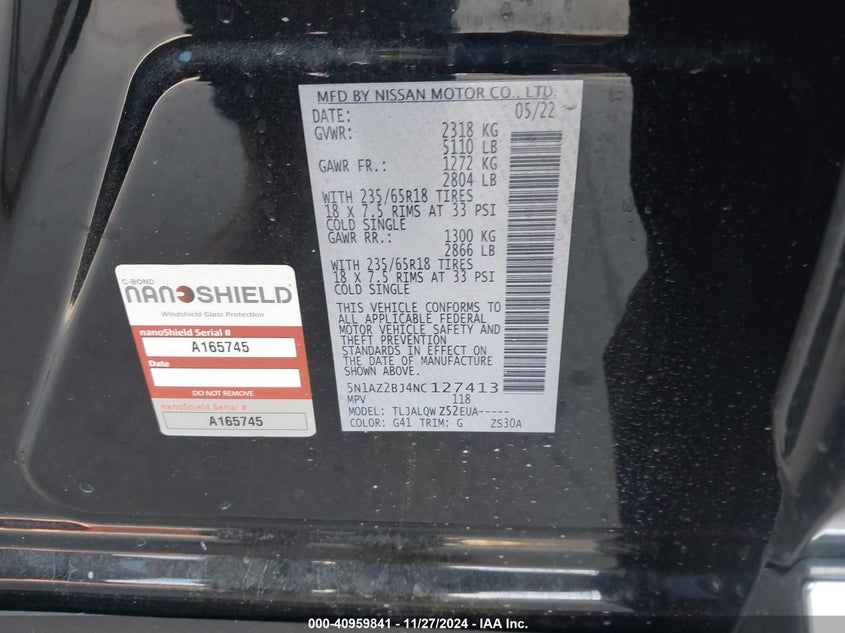 MFD BY NISSAN MOTOR CO., LTD
DATE: 05/22
GVWR: 2318 KG
5110 LB
GAWR FR.: 1272 KG
2804 LB
WITH 235/65R18 TIRES
18 X 7.5 RIMS AT 33 PSI
COLD SINGLE
GAWR RR.: 1300 KG
2866 LB
WITH 235/65R18 TIRES
18 X 7.5 RIMS AT 33 PSI
COLD SINGLE
THIS VEHICLE CONFORMS TO
ALL APPLICABLE FEDERAL
MOTOR VEHICLE SAFETY AND
THEFT PREVENTION
STANDARDS IN EFFECT ON
THE DATE OF MANUFACTURE
SHOWN ABOVE.
5N1AZ2BJ4NC127413
MPV 118
MODEL: TLJALQWZ52EUA-----
COLOR: G41 TRIM: G ZS30A
C-BOND
NANOSHIELD
Windshield Glass Protection
nanoShield Serial #
A165745
Date
DO NOT REMOVE
nanoShield Serial #
A165745
000-40959841 - 11/27/2024 - IAA Inc.